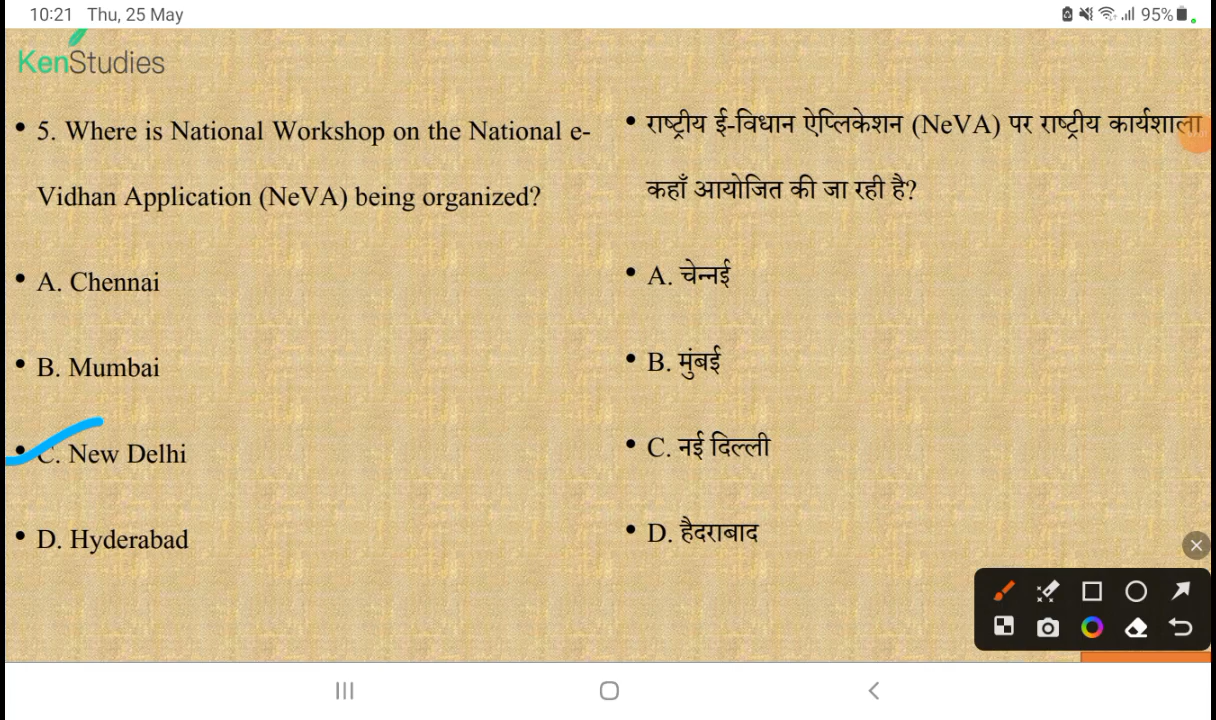 10:21 Thu, 25 May
95%
KenStudies
• 5. Where is National Workshop on the National e-
Vidhan Application (NeVA) being organized?
• A. Chennai
• B. Mumbai
• C. New Delhi
• D. Hyderabad
• राष्ट्रीय ई-विधान ऐप्लिकेशन (NeVA) पर राष्ट्रीय कार्यशाला
कहाँ आयोजित की जा रही है?
• A. चेन्नई
• B. मुंबई
• C. नई दिल्ली
• D. हैदराबाद